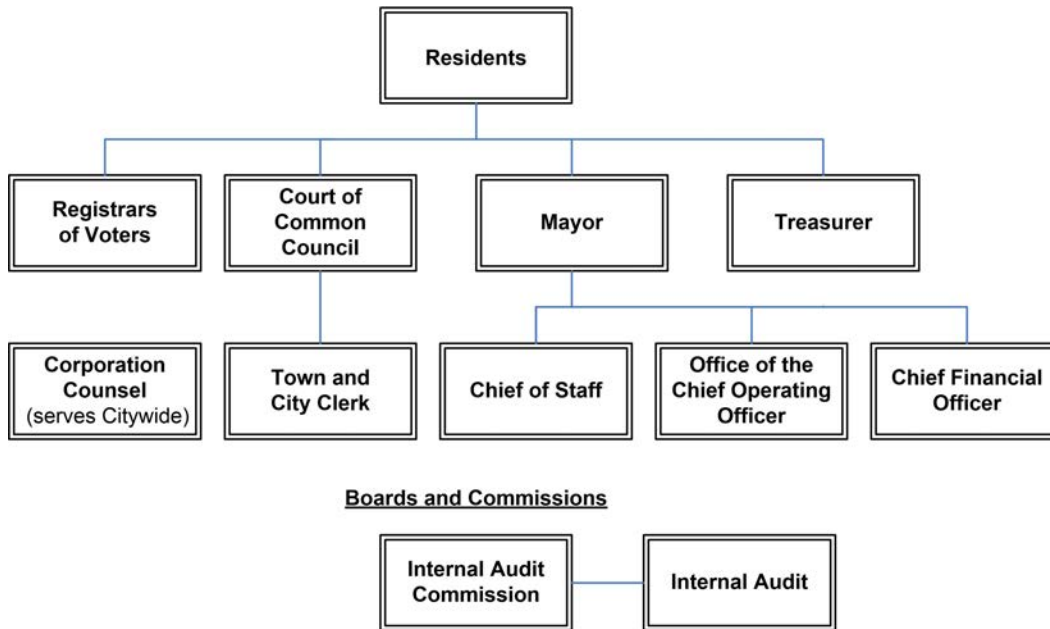 Residents
Registrars
of Voters
Court of
Common
Council
Mayor
Treasurer
Corporation
Counsel
(serves Citywide)
Town and
City Clerk
Chief of Staff
Office of the
Chief Operating
Officer
Chief Financial
Officer
Boards and Commissions
Internal Audit
Commission
Internal Audit